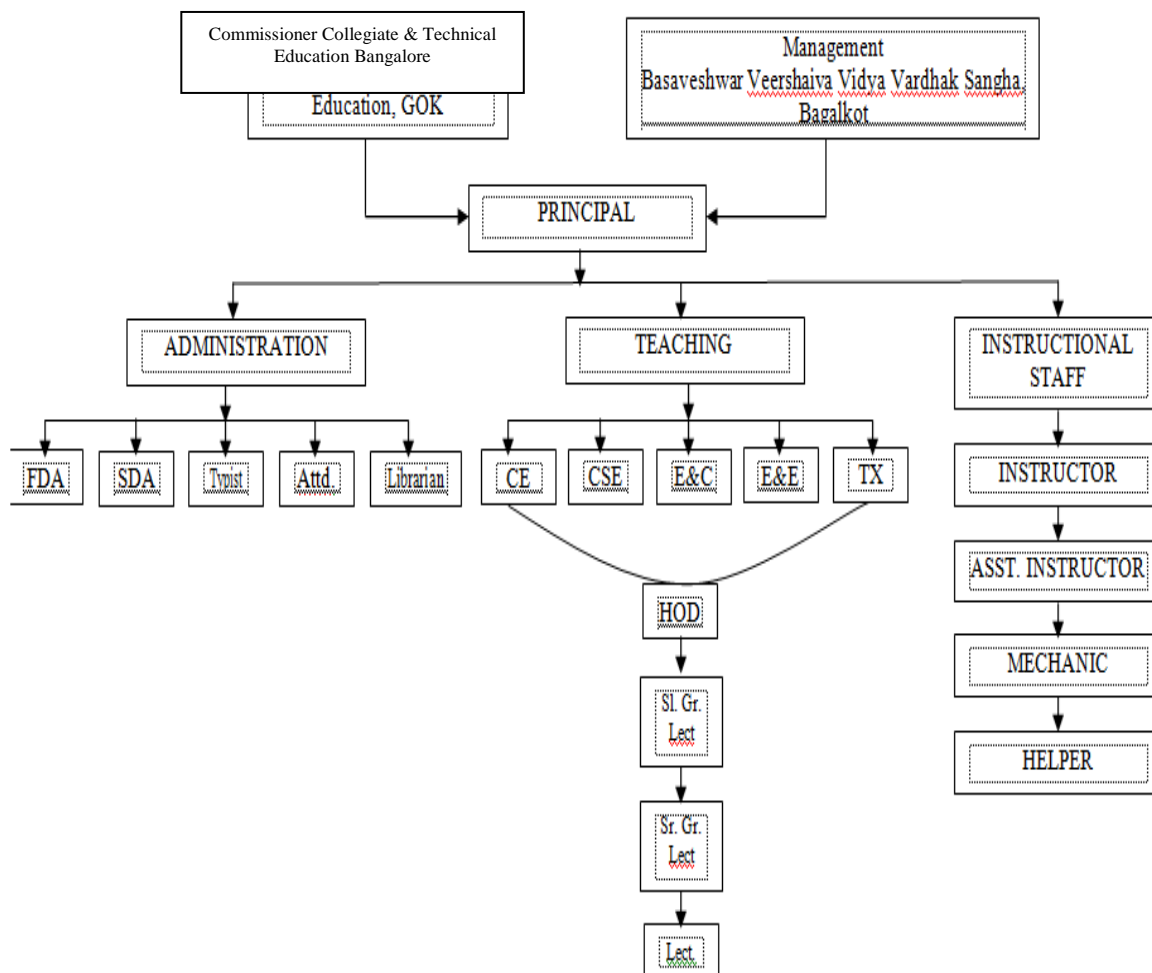 Commissioner Collegiate & Technical
Education Bangalore
Education, GOK
Management
Basaveshwar Veershaiva Vidya Vardhak Sangha,
Bagalkot
PRINCIPAL
ADMINISTRATION
TEACHING
INSTRUCTIONAL
STAFF
FDA
SDA
Typist
Attd.
Librarian
CE
CSE
E&C
E&E
TX
INSTRUCTOR
ASST. INSTRUCTOR
MECHANIC
HELPER
HOD
Sl. Gr.
Lect
Sr. Gr.
Lect
Lect.